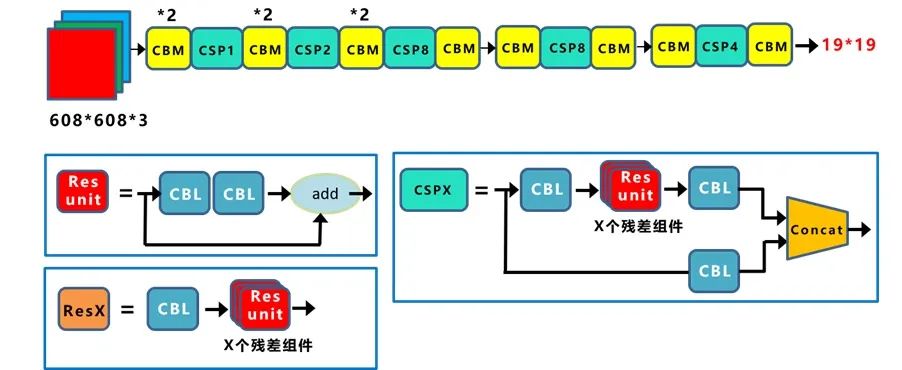 *2 *2 *2
CBM CSP1 CBM CSP2 CBM CSP8 CBM CBM CSP8 CBM CBM CSP4 CBM 19*19
608*608*3
Res unit = CBL CBL add
CSPX = CBL Res unit CBL
X个残差组件
CBL
Concat
ResX = CBL Res unit
X个残差组件